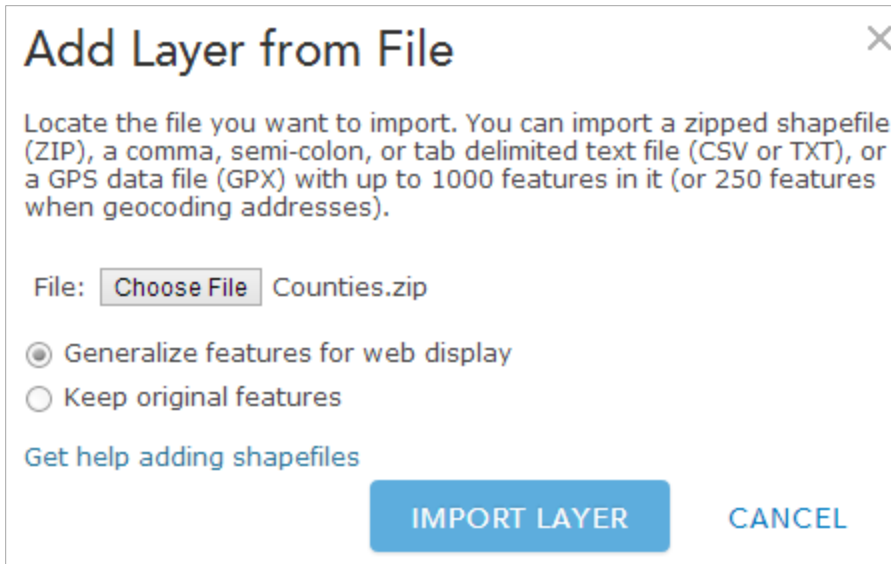 Add Layer from File
Locate the file you want to import. You can import a zipped shapefile
(ZIP), a comma, semi-colon, or tab delimited text file (CSV or TXT), or
a GPS data file (GPX) with up to 1000 features in it (or 250 features
when geocoding addresses).
File: Choose File Counties.zip
Generalize features for web display
Keep original features
Get help adding shapefiles
IMPORT LAYER CANCEL